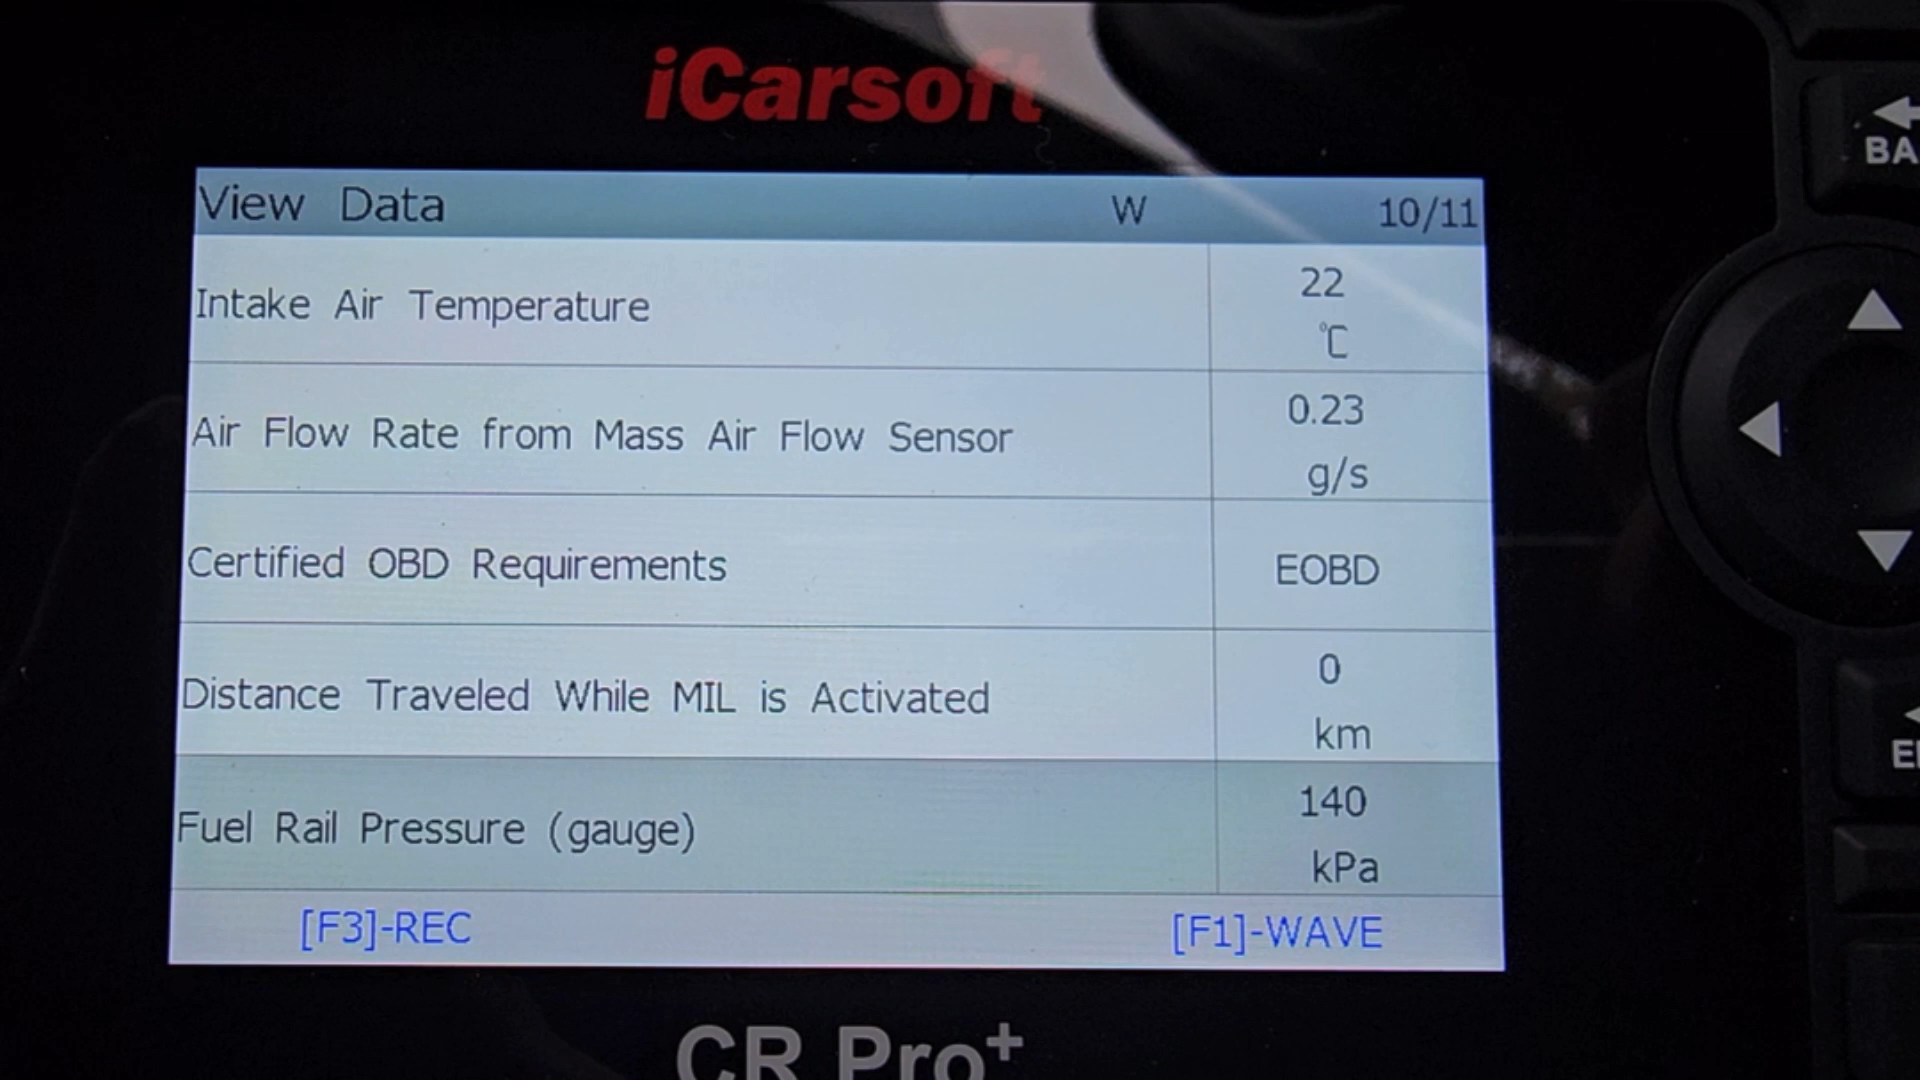 iCarsoft
View Data W 10/11
Intake Air Temperature 22 ℃
Air Flow Rate from Mass Air Flow Sensor 0.23 g/s
Certified OBD Requirements EOBD
Distance Traveled While MIL is Activated 0 km
Fuel Rail Pressure (gauge) 140 kPa
[F3]-REC [F1]-WAVE
CR Pro+
BA